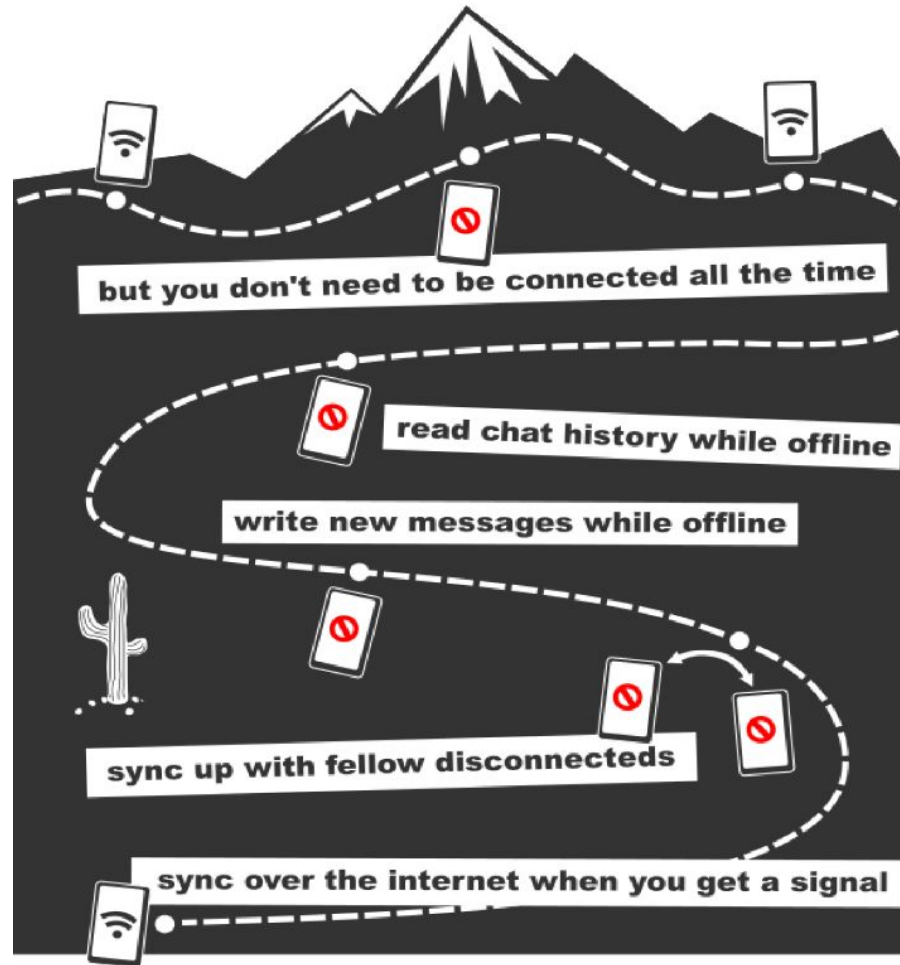 but you don't need to be connected all the time
read chat history while offline
write new messages while offline
sync up with fellow disconnecteds
sync over the internet when you get a signal